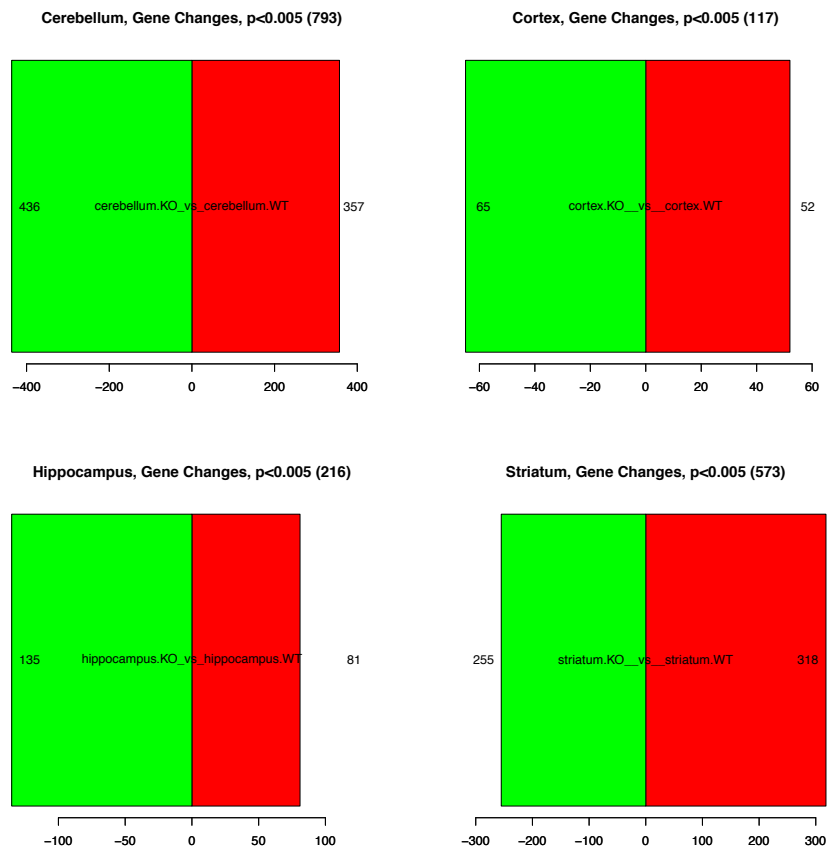 Cerebellum, Gene Changes, p<0.005 (793)
436 cerebellum.KO_vs_cerebellum.WT 357
−400 −200 0 200 400
Cortex, Gene Changes, p<0.005 (117)
65 cortex.KO__vs__cortex.WT 52
−60 −40 −20 0 20 40 60
Hippocampus, Gene Changes, p<0.005 (216)
135 hippocampus.KO_vs_hippocampus.WT 81
−100 −50 0 50 100
Striatum, Gene Changes, p<0.005 (573)
255 striatum.KO__vs__striatum.WT 318
−300 −200 −100 0 100 200 300